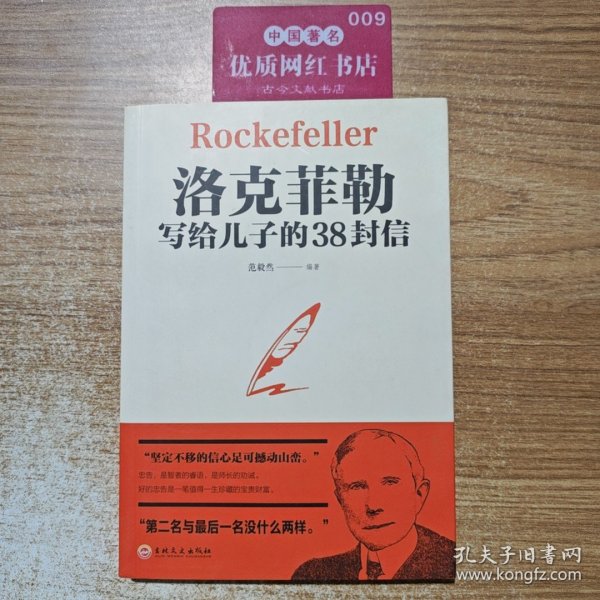 009
中国著名
优质网红书店
古今文献书店
Rockefeller
洛克菲勒
写给儿子的38封信
范毅然 编著
“坚定不移的信心足可撼动山峦。”
忠告，是智者的睿语，是师长的劝诫。
好的忠告是一笔值得一生珍藏的宝贵财富。
“第二名与最后一名没什么两样。”
吉林文史出版社
孔夫子旧书网
www.kongfz.com